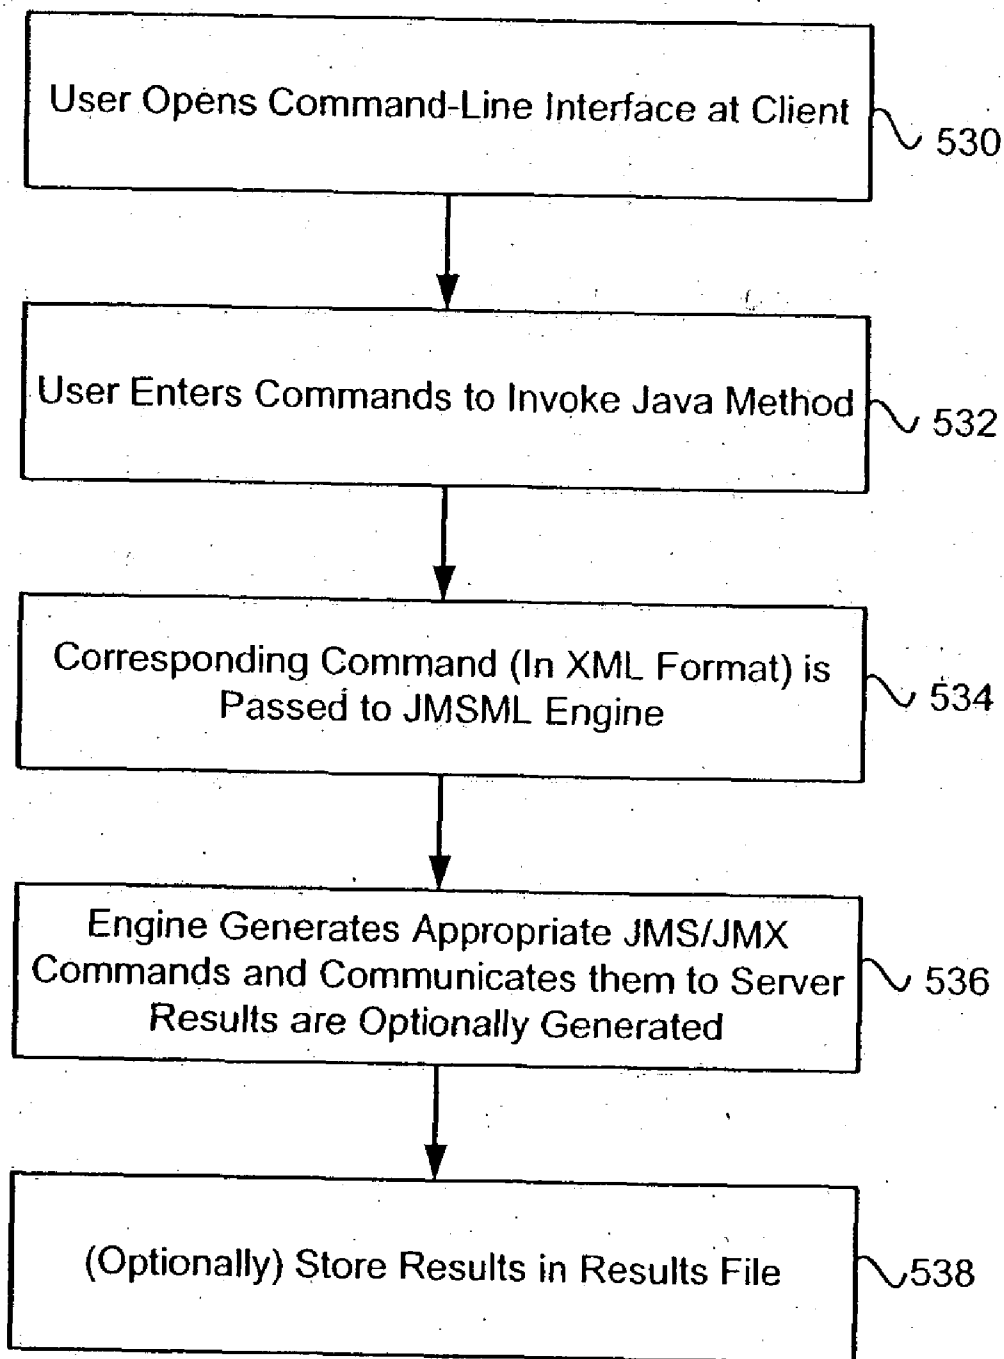 User Opens Command-Line Interface at Client
530
User Enters Commands to Invoke Java Method
532
Corresponding Command (In XML Format) is
Passed to JMSML Engine
534
Engine Generates Appropriate JMS/JMX
Commands and Communicates them to Server
Results are Optionally Generated
536
(Optionally) Store Results in Results File
538